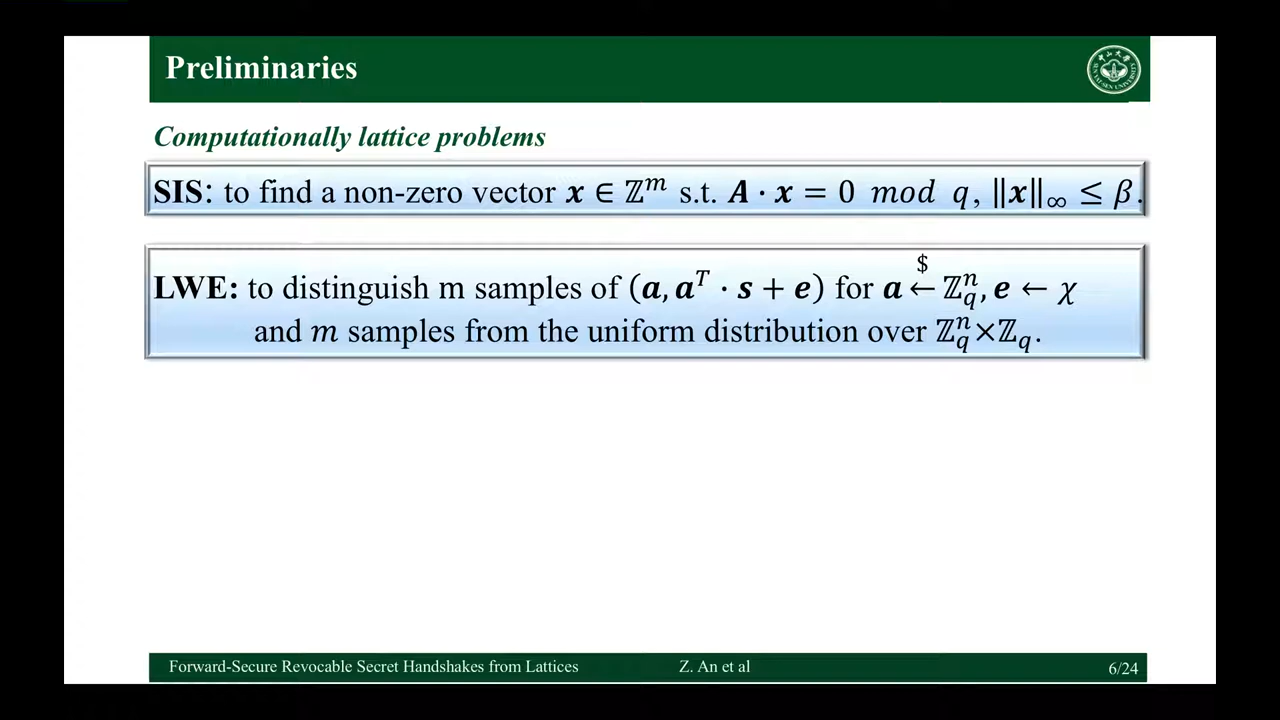 Preliminaries
Computationally lattice problems
SIS: to find a non-zero vector 𝒙 ∈ ℤ^m s.t. 𝑨 · 𝒙 = 0 mod q, ‖𝒙‖_∞ ≤ β.
LWE: to distinguish m samples of (𝒂, 𝒂^T · 𝒔 + 𝒆) for 𝒂 $← ℤ_q^n, 𝒆 ← χ
and m samples from the uniform distribution over ℤ_q^n×ℤ_q.
Forward-Secure Revocable Secret Handshakes from Lattices Z. An et al 6/24